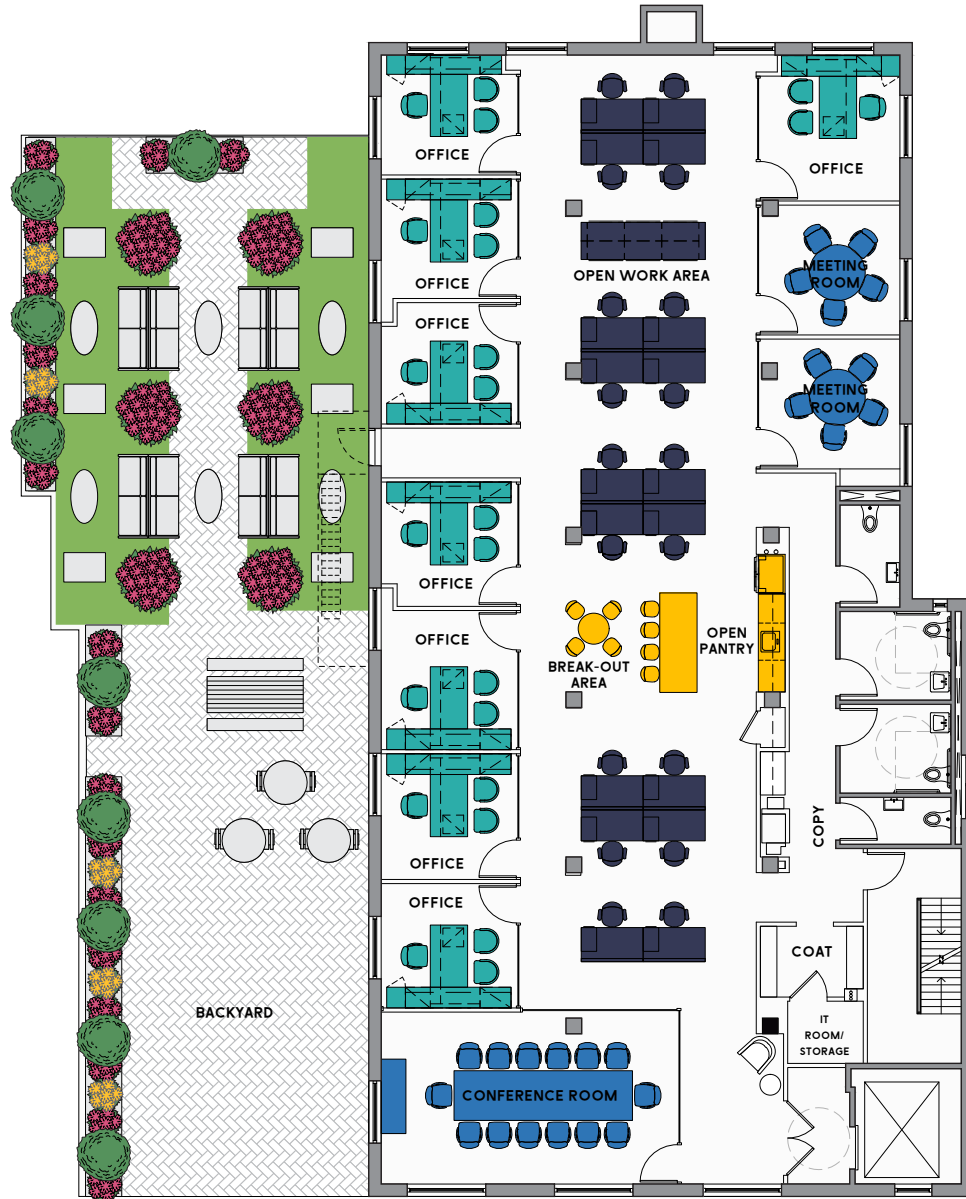 OFFICE
OFFICE
MEETING
ROOM
OPEN WORK AREA
OFFICE
OFFICE
MEETING
ROOM
OFFICE
OFFICE
OPEN
PANTRY
BREAK-OUT
AREA
COPY
OFFICE
OFFICE
COAT
BACKYARD
IT
ROOM/
STORAGE
CONFERENCE ROOM